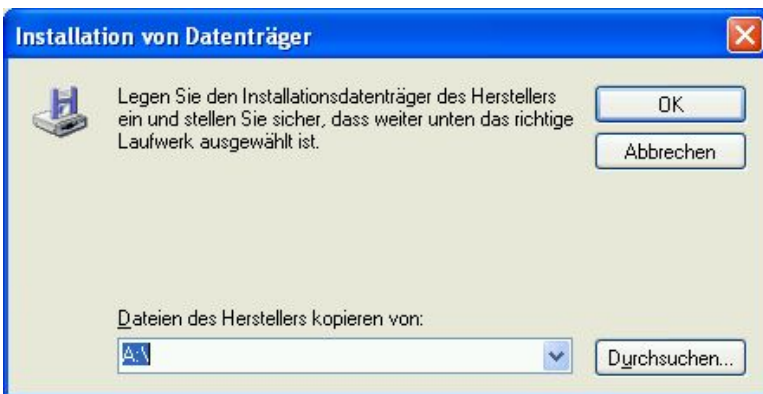 Installation von Datenträger
Legen Sie den Installationsdatenträger des Herstellers
ein und stellen Sie sicher, dass weiter unten das richtige
Laufwerk ausgewählt ist.
OK
Abbrechen
Dateien des Herstellers kopieren von:
A:\
Durchsuchen...